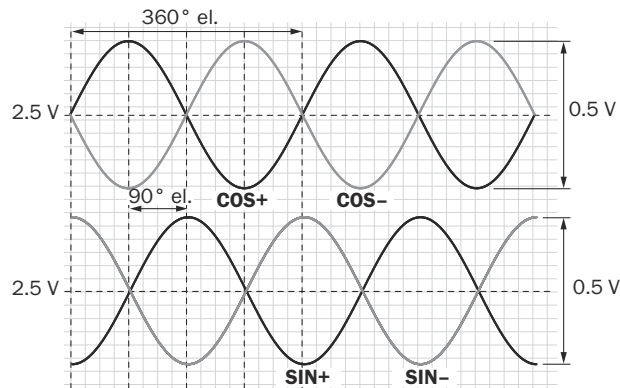 360° el.
2.5 V
0.5 V
90° el.
COS+
COS–
2.5 V
0.5 V
SIN+
SIN–